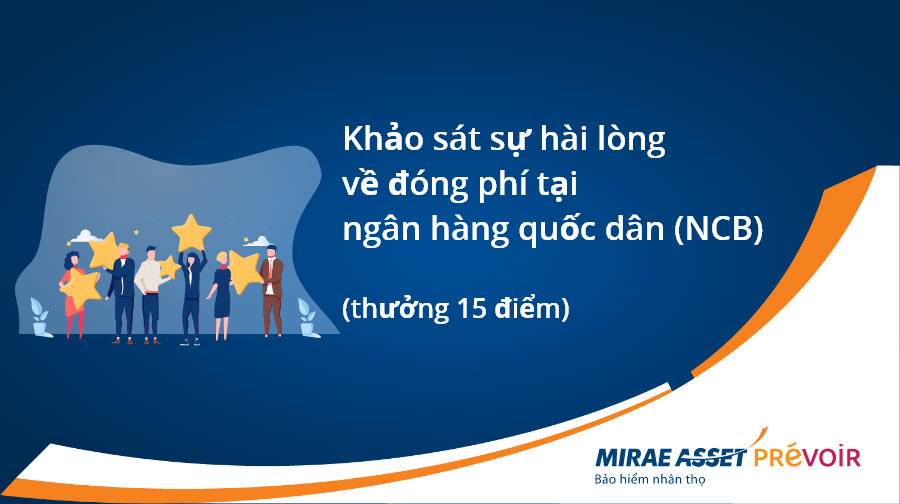 Khảo sát sự hài lòng
về đóng phí tại
ngân hàng quốc dân (NCB)
(thưởng 15 điểm)
MIRAE ASSET PRÉVOIR
Bảo hiểm nhân thọ